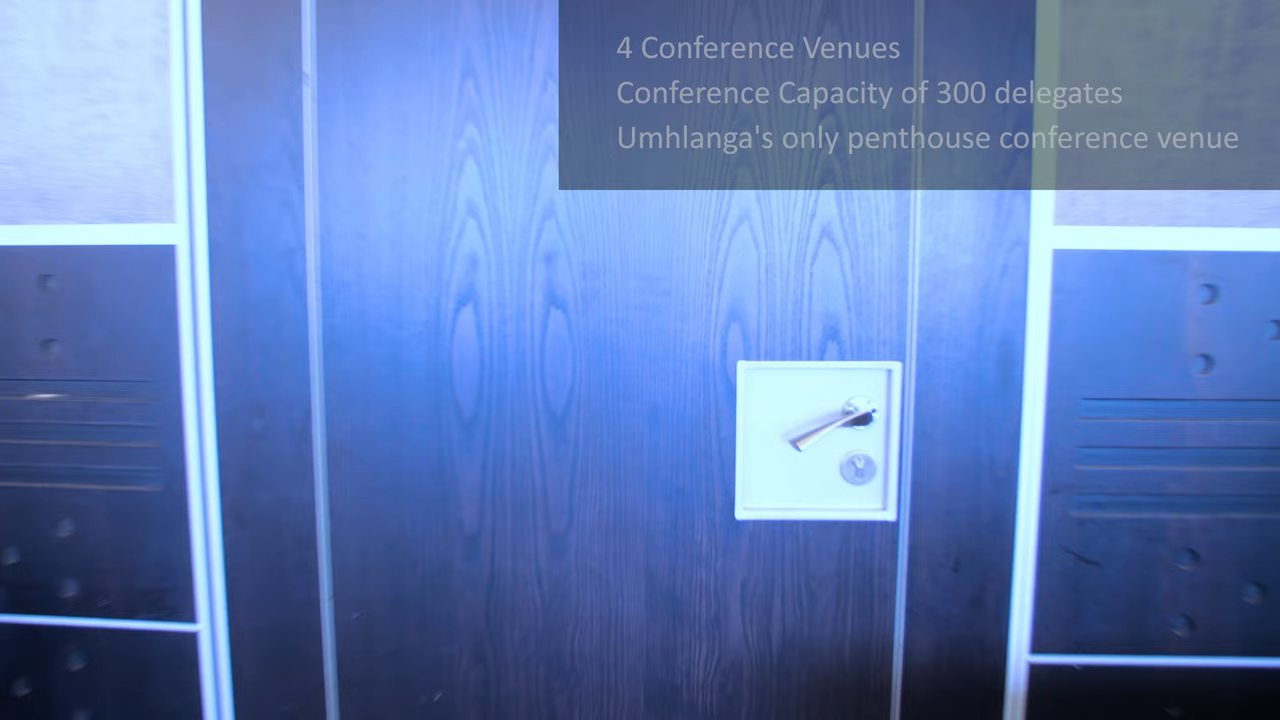 4 Conference Venues
Conference Capacity of 300 delegates
Umhlanga's only penthouse conference venue